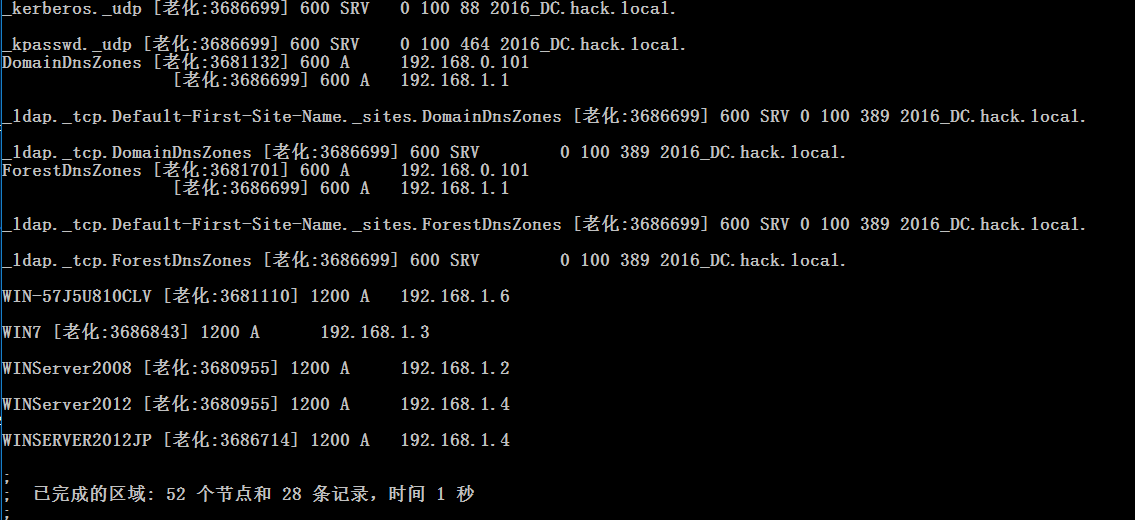 _kerberos._udp [老化:3686699] 600 SRV 0 100 88 2016_DC.hack.local.
_kpasswd._udp [老化:3686699] 600 SRV 0 100 464 2016_DC.hack.local.
DomainDnsZones [老化:3681132] 600 A 192.168.0.101
[老化:3686699] 600 A 192.168.1.1
_ldap._tcp.Default-First-Site-Name._sites.DomainDnsZones [老化:3686699] 600 SRV 0 100 389 2016_DC.hack.local.
_ldap._tcp.DomainDnsZones [老化:3686699] 600 SRV 0 100 389 2016_DC.hack.local.
ForestDnsZones [老化:3681701] 600 A 192.168.0.101
[老化:3686699] 600 A 192.168.1.1
_ldap._tcp.Default-First-Site-Name._sites.ForestDnsZones [老化:3686699] 600 SRV 0 100 389 2016_DC.hack.local.
_ldap._tcp.ForestDnsZones [老化:3686699] 600 SRV 0 100 389 2016_DC.hack.local.
WIN-57J5U810CLV [老化:3681110] 1200 A 192.168.1.6
WIN7 [老化:3686843] 1200 A 192.168.1.3
WINServer2008 [老化:3680955] 1200 A 192.168.1.2
WINServer2012 [老化:3680955] 1200 A 192.168.1.4
WINSERVER2012JP [老化:3686714] 1200 A 192.168.1.4
;
; 已完成的区域: 52 个节点和 28 条记录，时间 1 秒
;